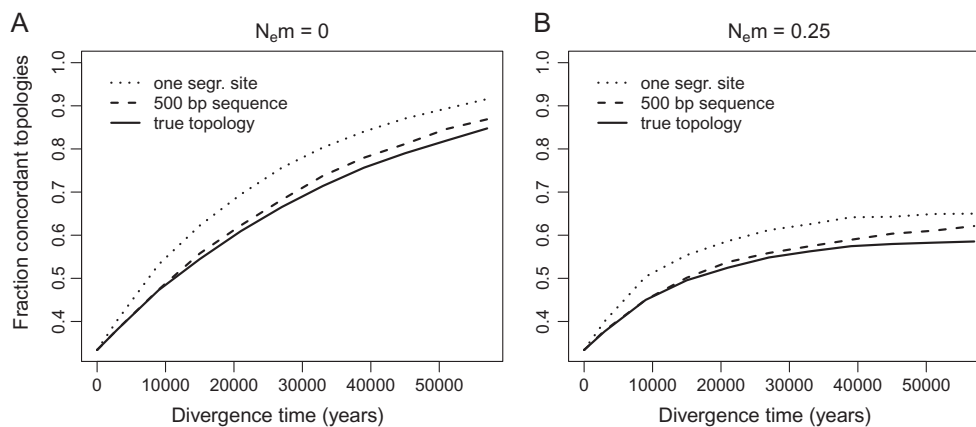 A
Nₑm = 0
Fraction concordant topologies
1.0
0.9
0.8
0.7
0.6
0.5
0.4
one segr. site
500 bp sequence
true topology
0 10000 20000 30000 40000 50000
Divergence time (years)
B
Nₑm = 0.25
1.0
0.9
0.8
0.7
0.6
0.5
0.4
one segr. site
500 bp sequence
true topology
0 10000 20000 30000 40000 50000
Divergence time (years)